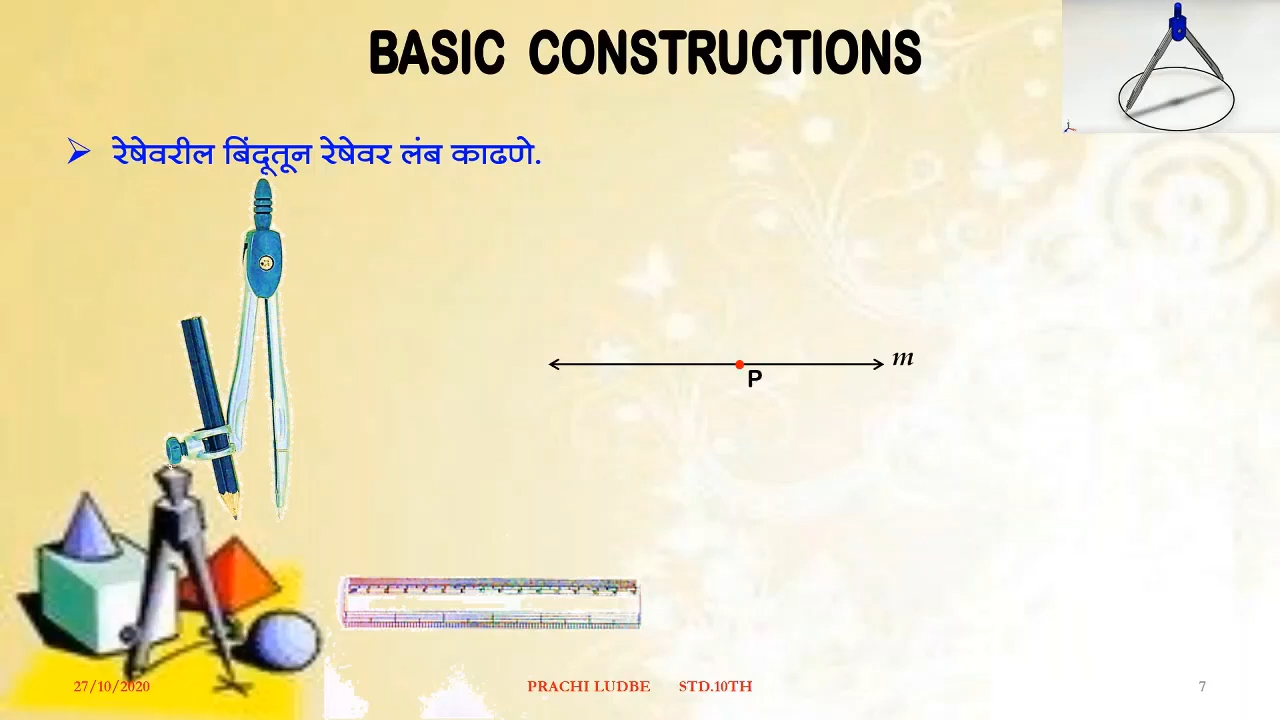 BASIC CONSTRUCTIONS
➢ रेषेवरील बिंदूतून रेषेवर लंब काढणे.
m
P
27/10/2020 PRACHI LUDBE STD.10TH 7